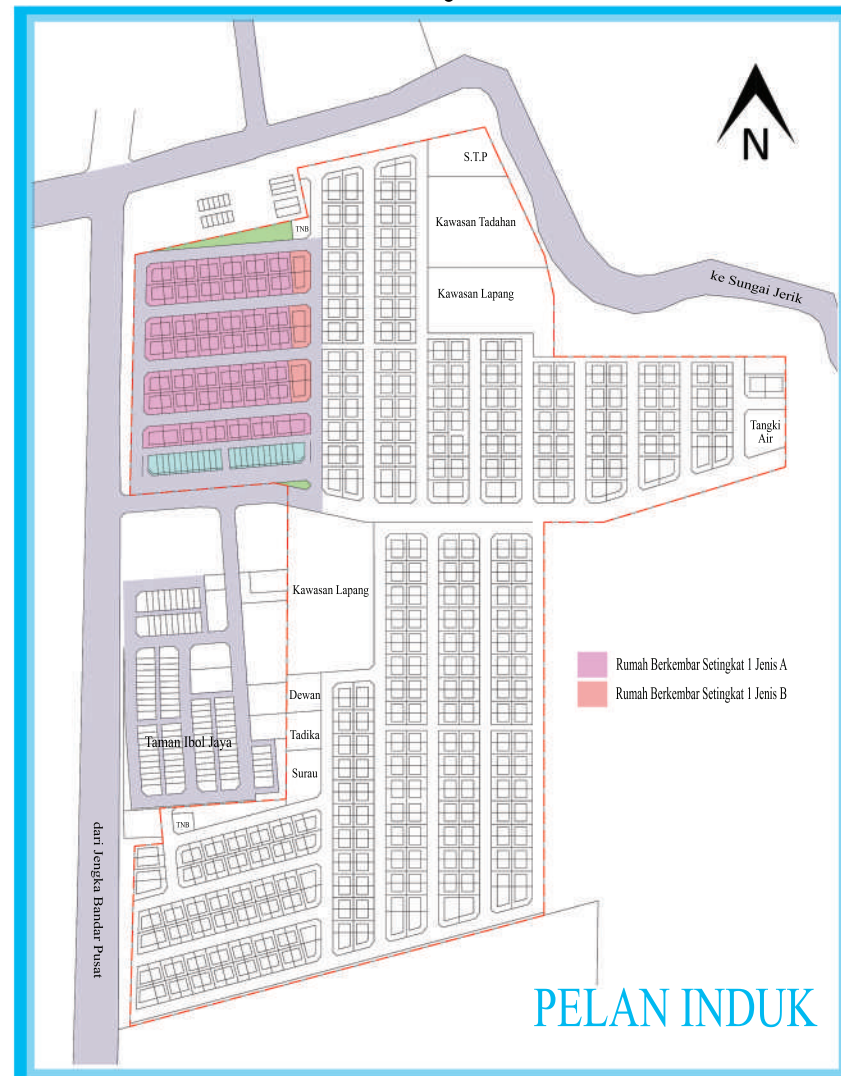 N
S.T.P
Kawasan Tadahan
TNB
ke Sungai Jerik
Kawasan Lapang
Tangki
Air
Kawasan Lapang
Rumah Berkembar Setingkat 1 Jenis A
Rumah Berkembar Setingkat 1 Jenis B
Dewan
Tadika
Taman Ibol Jaya
Surau
TNB
dari Jengka Bandar Pusat
PELAN INDUK